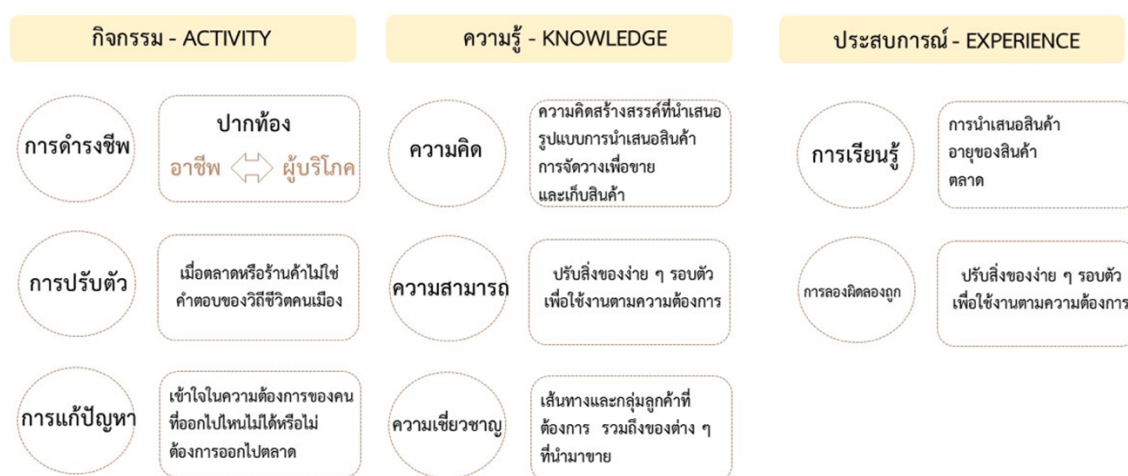 กิจกรรม - ACTIVITY
การดำรงชีพ
ปากท้อง
อาชีพ ผู้บริโภค
การปรับตัว
เมื่อตลาดหรือร้านค้าไม่ใช่
คำตอบของวิถีชีวิตคนเมือง
การแก้ปัญหา
เข้าใจในความต้องการของคน
ที่ออกไปไหนไม่ได้หรือไม่
ต้องการออกไปตลาด
ความรู้ - KNOWLEDGE
ความคิด
ความคิดสร้างสรรค์ที่นำเสนอ
รูปแบบการนำเสนอสินค้า
การจัดวางเพื่อขาย
และเก็บสินค้า
ความสามารถ
ปรับสิ่งของง่าย ๆ รอบตัว
เพื่อใช้งานตามความต้องการ
ความเชี่ยวชาญ
เส้นทางและกลุ่มลูกค้าที่
ต้องการ รวมถึงของต่าง ๆ
ที่นำมาขาย
ประสบการณ์ - EXPERIENCE
การเรียนรู้
การนำเสนอสินค้า
อายุของสินค้า
ตลาด
การลองผิดลองถูก
ปรับสิ่งของง่าย ๆ รอบตัว
เพื่อใช้งานตามความต้องการ